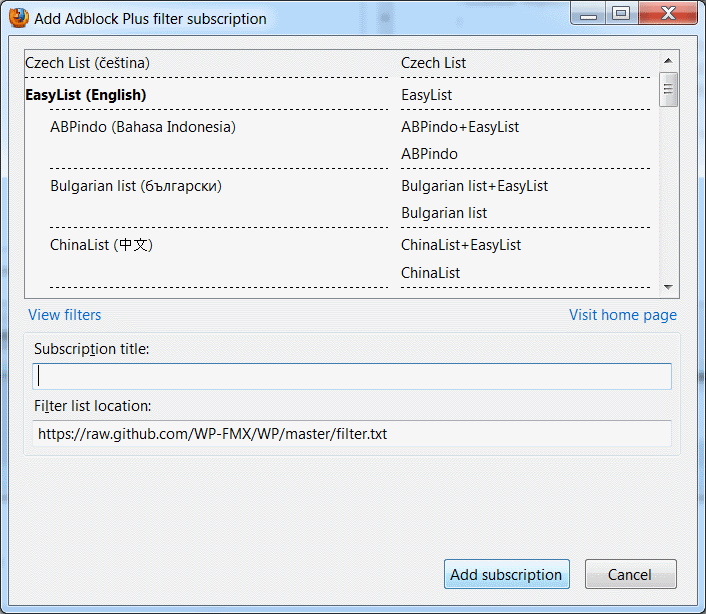 Add Adblock Plus filter subscription
Czech List (čeština) Czech List
EasyList (English) EasyList
ABPindo (Bahasa Indonesia) ABPindo+EasyList
ABPindo
Bulgarian list (български) Bulgarian list+EasyList
Bulgarian list
ChinaList (中文) ChinaList+EasyList
ChinaList
View filters Visit home page
Subscription title:
Filter list location:
https://raw.github.com/WP-FMX/WP/master/filter.txt
Add subscription Cancel